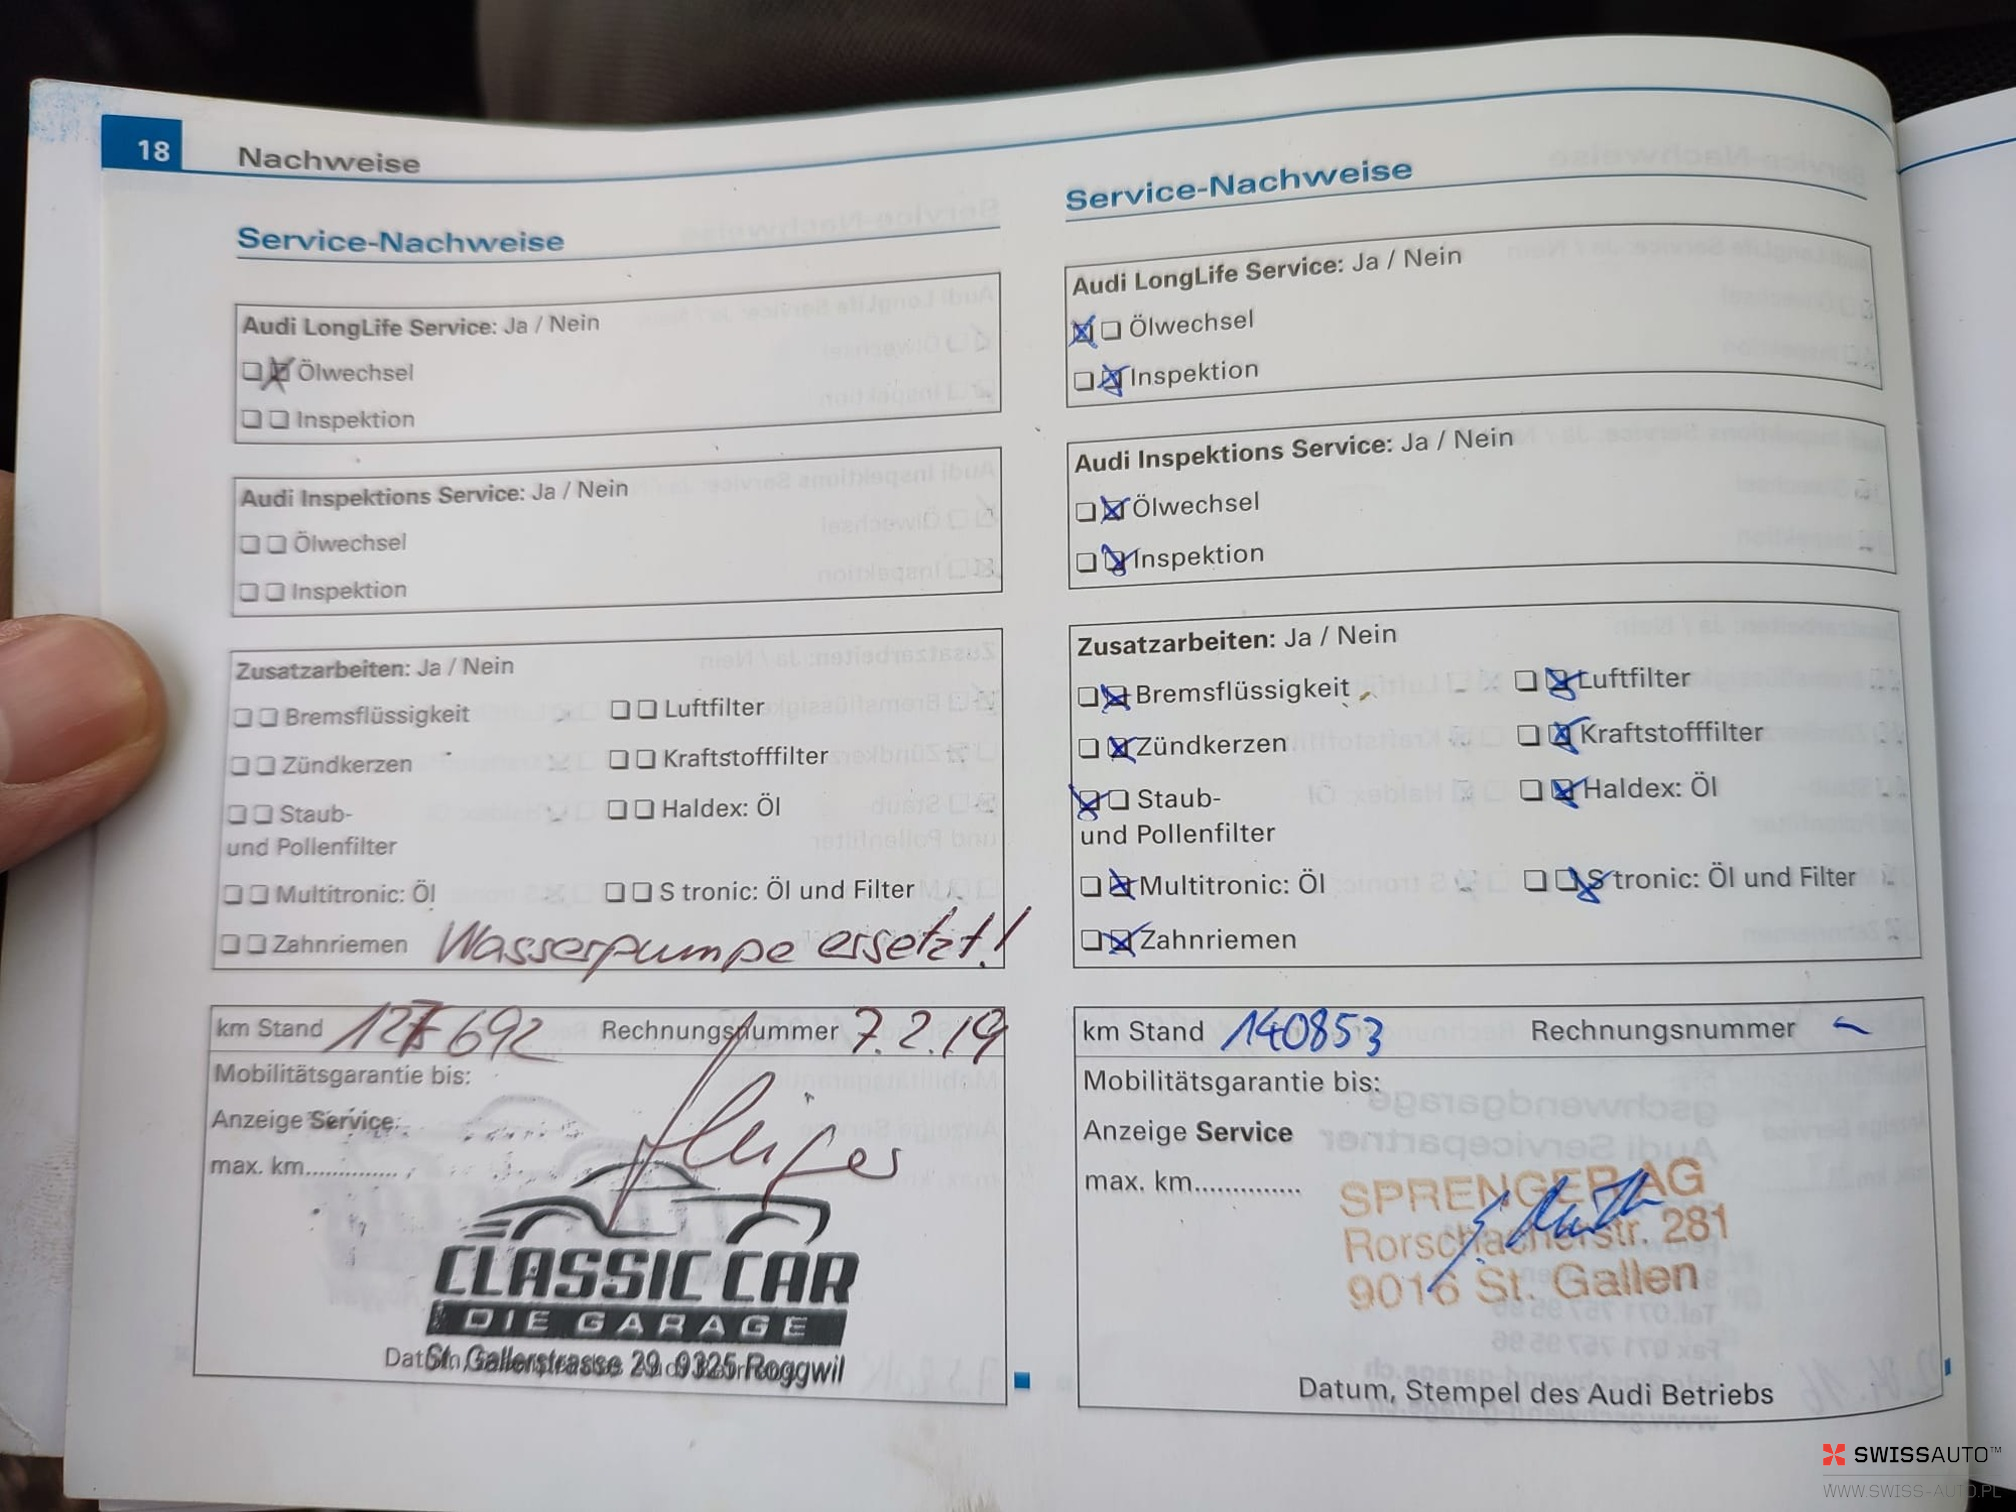 18 Nachweise
Service-Nachweise
Audi LongLife Service: Ja / Nein
Ölwechsel
Inspektion
Audi Inspektions Service: Ja / Nein
Ölwechsel
Inspektion
Zusatzarbeiten: Ja / Nein
Bremsflüssigkeit Luftfilter
Zündkerzen Kraftstofffilter
Staub- Haldex: Öl
und Pollenfilter
Multitronic: Öl S tronic: Öl und Filter
Zahnriemen Wasserpumpe ersetzt!
km Stand 127692 Rechnungsnummer 7.2.19
Mobilitätsgarantie bis:
Anzeige Service:
max. km..............
CLASSIC CAR
DIE GARAGE
St. Gallerstrasse 29 9325 Roggwil
Service-Nachweise
Audi LongLife Service: Ja / Nein
Ölwechsel
Inspektion
Audi Inspektions Service: Ja / Nein
Ölwechsel
Inspektion
Zusatzarbeiten: Ja / Nein
Bremsflüssigkeit Luftfilter
Zündkerzen Kraftstofffilter
Staub- Haldex: Öl
und Pollenfilter
Multitronic: Öl S tronic: Öl und Filter
Zahnriemen
km Stand 140853 Rechnungsnummer
Mobilitätsgarantie bis:
Anzeige Service
max. km...............
SPRENGER AG
Rorschacherstr. 281
9016 St. Gallen
Datum, Stempel des Audi Betriebs
SWISSAUTO™
WWW.SWISS-AUTO.PL